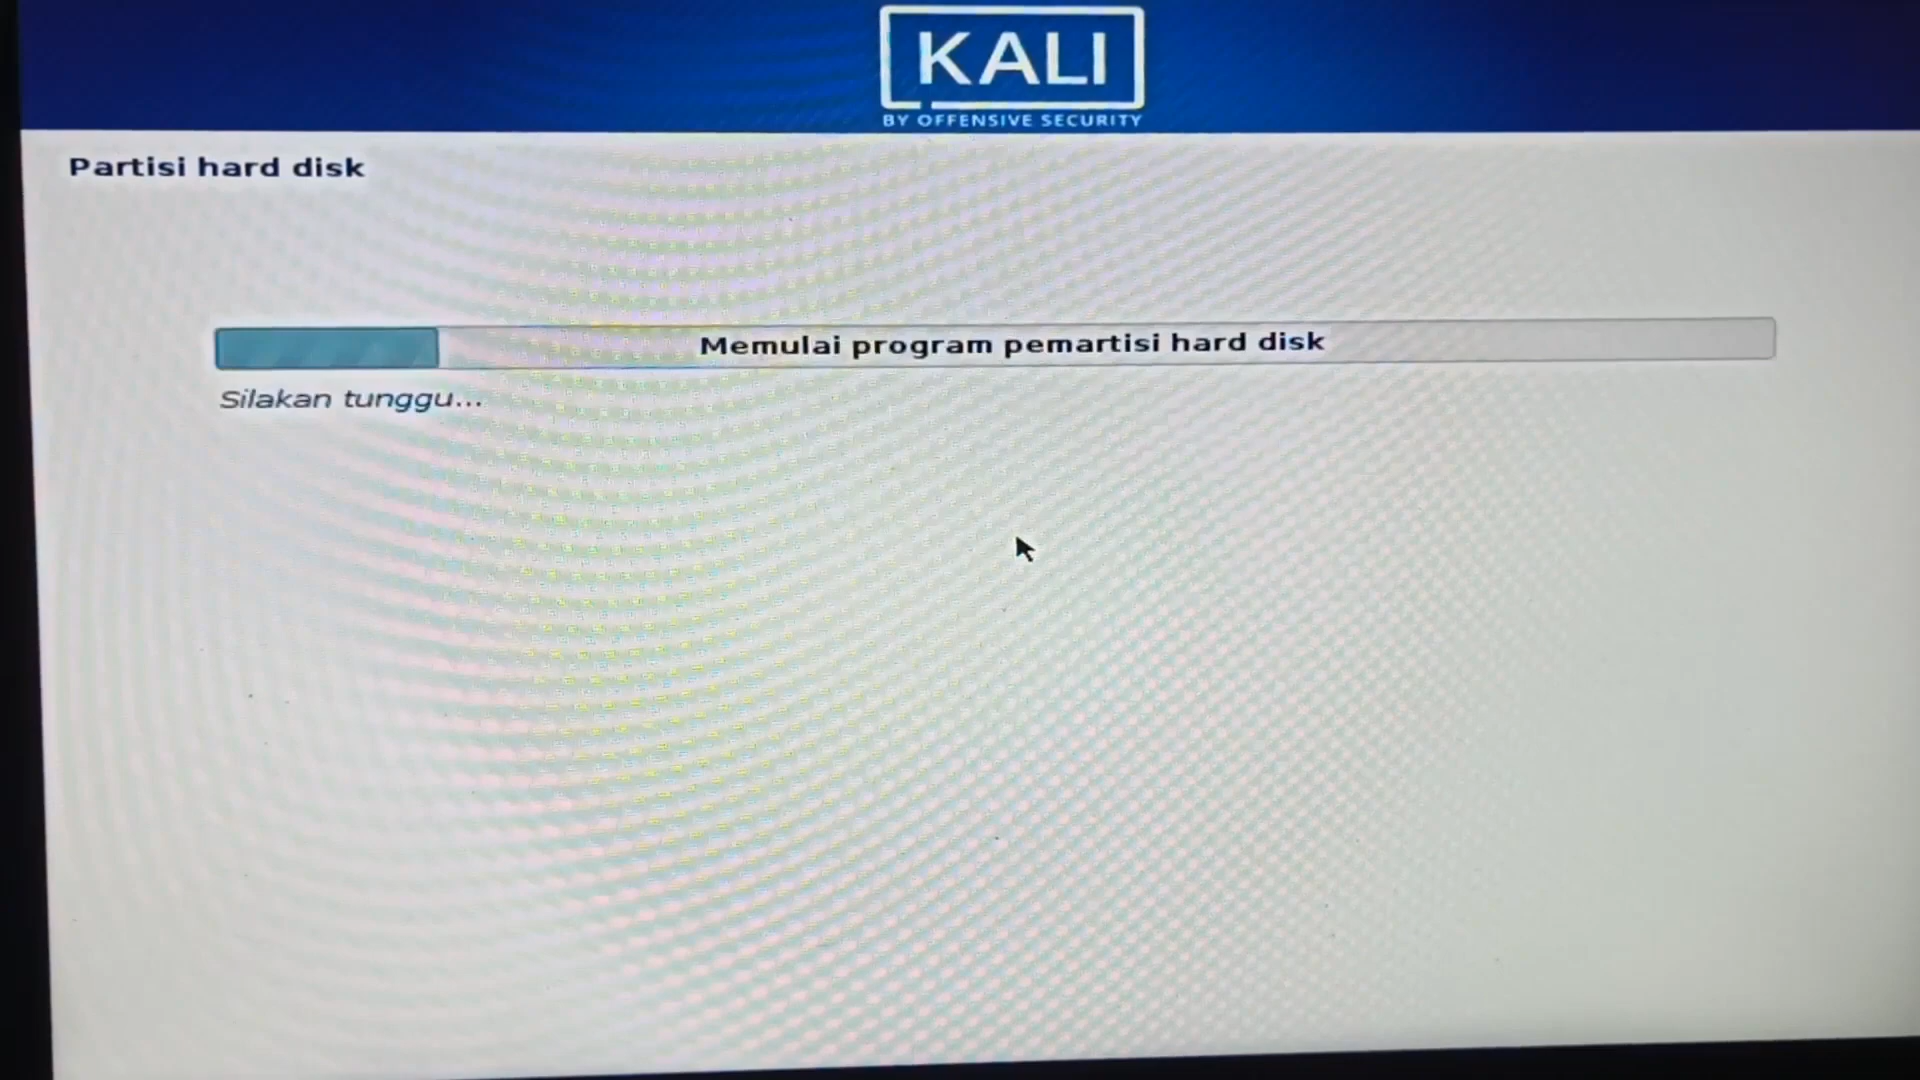 KALI
BY OFFENSIVE SECURITY
Partisi hard disk
Memulai program pemartisi hard disk
Silakan tunggu...